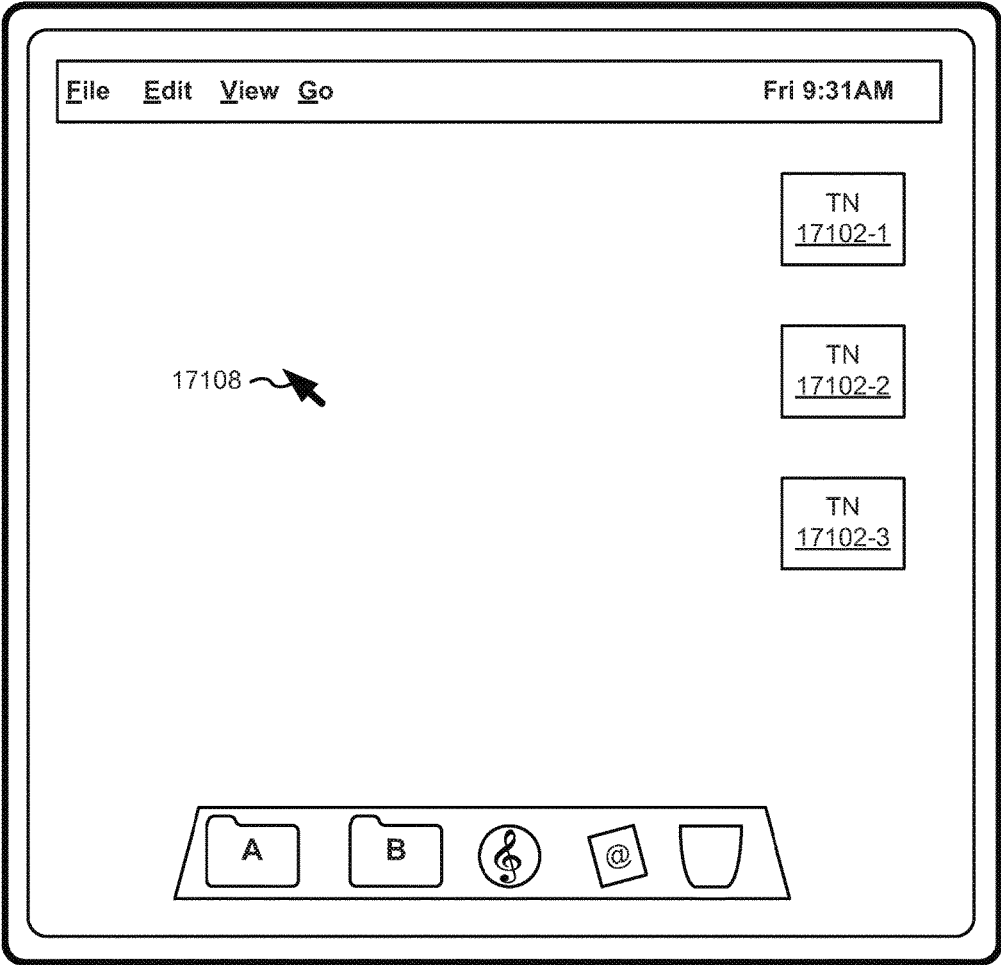 File Edit View Go Fri 9:31AM
TN
17102-1
17108
TN
17102-2
TN
17102-3
A B @